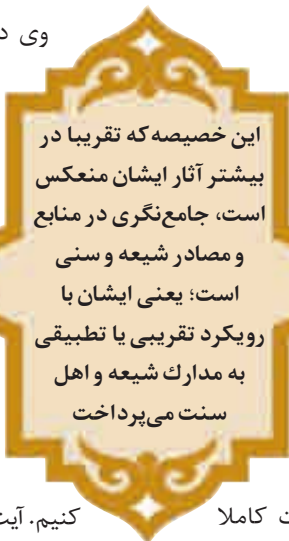 وی د
این خصیصه که تقریبا در
بیشتر آثار ایشان منعکس
است، جامع‌نگری در منابع
و مصادر شیعه و سنی
است؛ یعنی ایشان با
رویکرد تقریبی یا تطبیقی
به مدارك شیعه و اهل
سنت می‌پرداخت
ت کاملا
کنیم. آیت